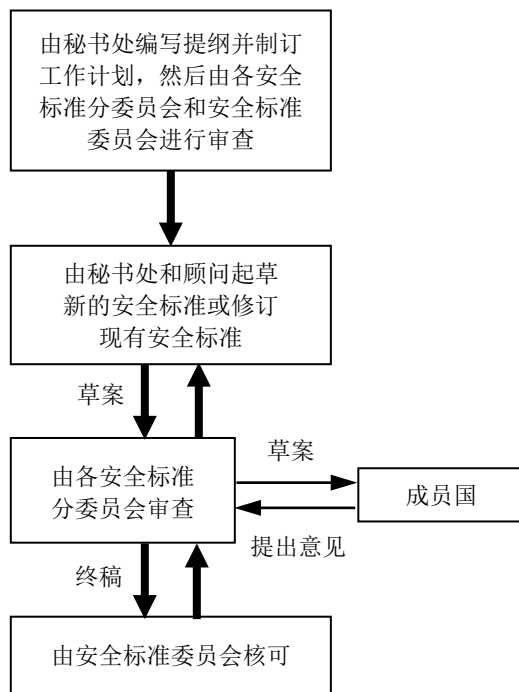 由秘书处编写提纲并制订
工作计划，然后由各安全
标准分委员会和安全标准
委员会进行审查
由秘书处和顾问起草
新的安全标准或修订
现有安全标准
草案
由各安全标准
分委员会审查
草案
成员国
提出意见
终稿
由安全标准委员会核可